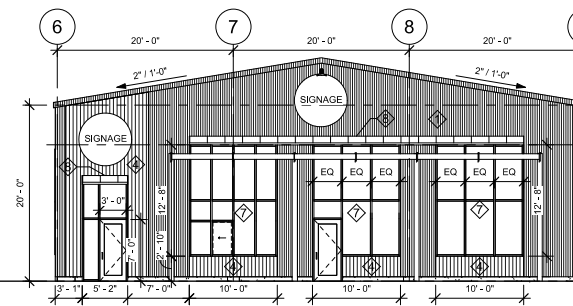 6 7 8
20' - 0" 20' - 0" 20' - 0"
2" / 1'-0" 2" / 1'-0"
SIGNAGE
8 1
SIGNAGE
4
EQ EQ EQ EQ EQ EQ
3' - 0"
20' - 0"
12' - 8" 12' - 8"
7 7 7
7' - 0" 2' - 10"
4 4 4
3' - 1" 5' - 2" 7' - 0" 10' - 0" 10' - 0" 10' - 0"